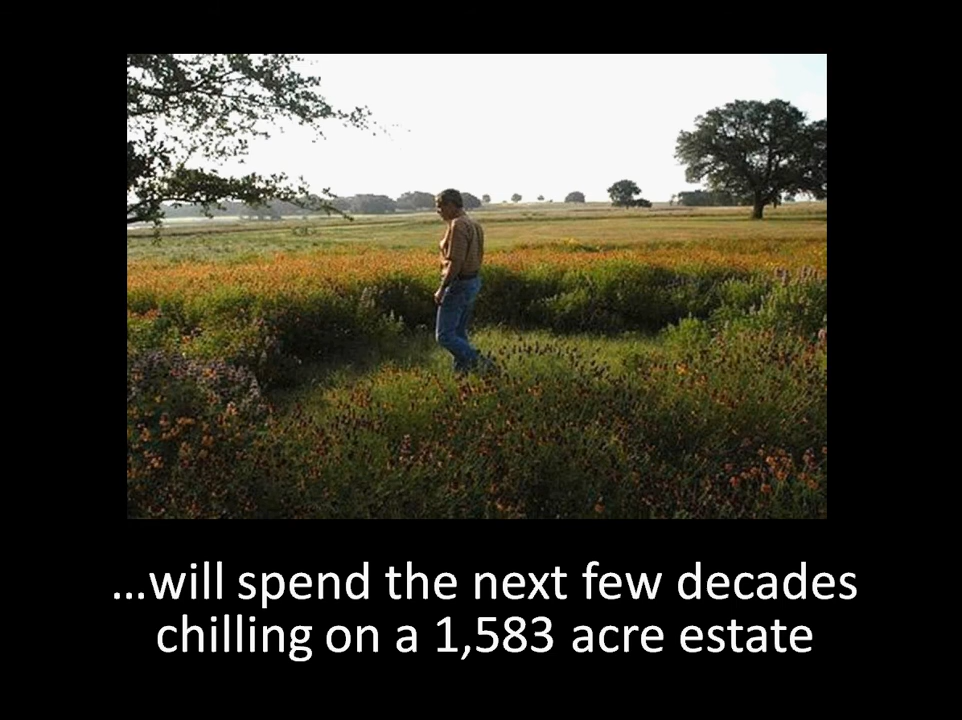 …will spend the next few decades
chilling on a 1,583 acre estate